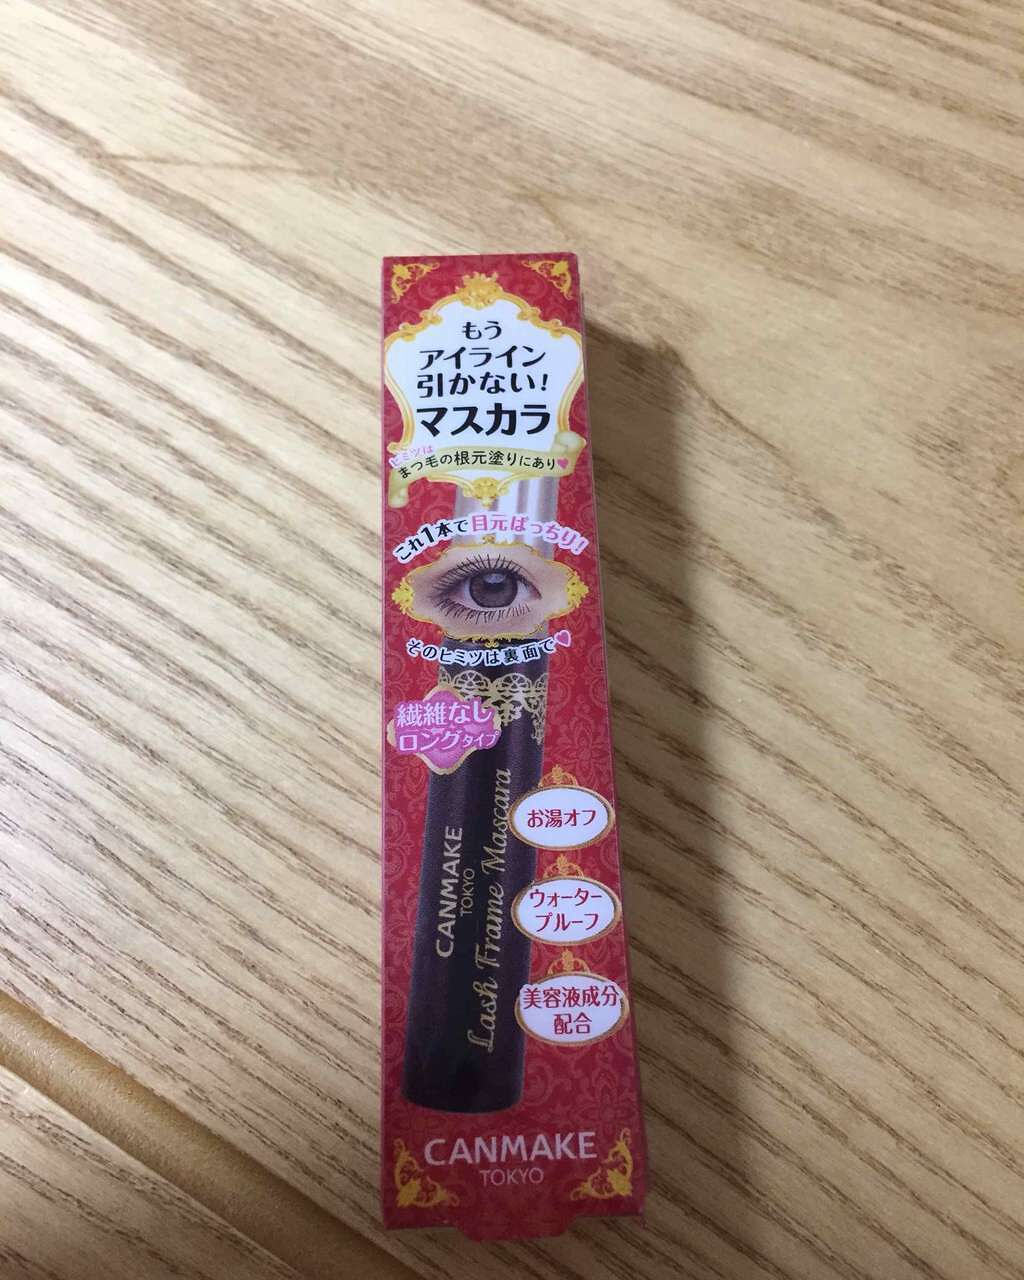 もう
アイライン
引かない!
マスカラ
ヒミツは
まつ毛の根元塗りにあり♥
これ1本で目元ぱっちり!
そのヒミツは裏面で♥
繊維なし
ロングタイプ
CANMAKE
TOKYO
Lash Frame Mascara
お湯オフ
ウォーター
プルーフ
美容液成分
配合
CANMAKE
TOKYO